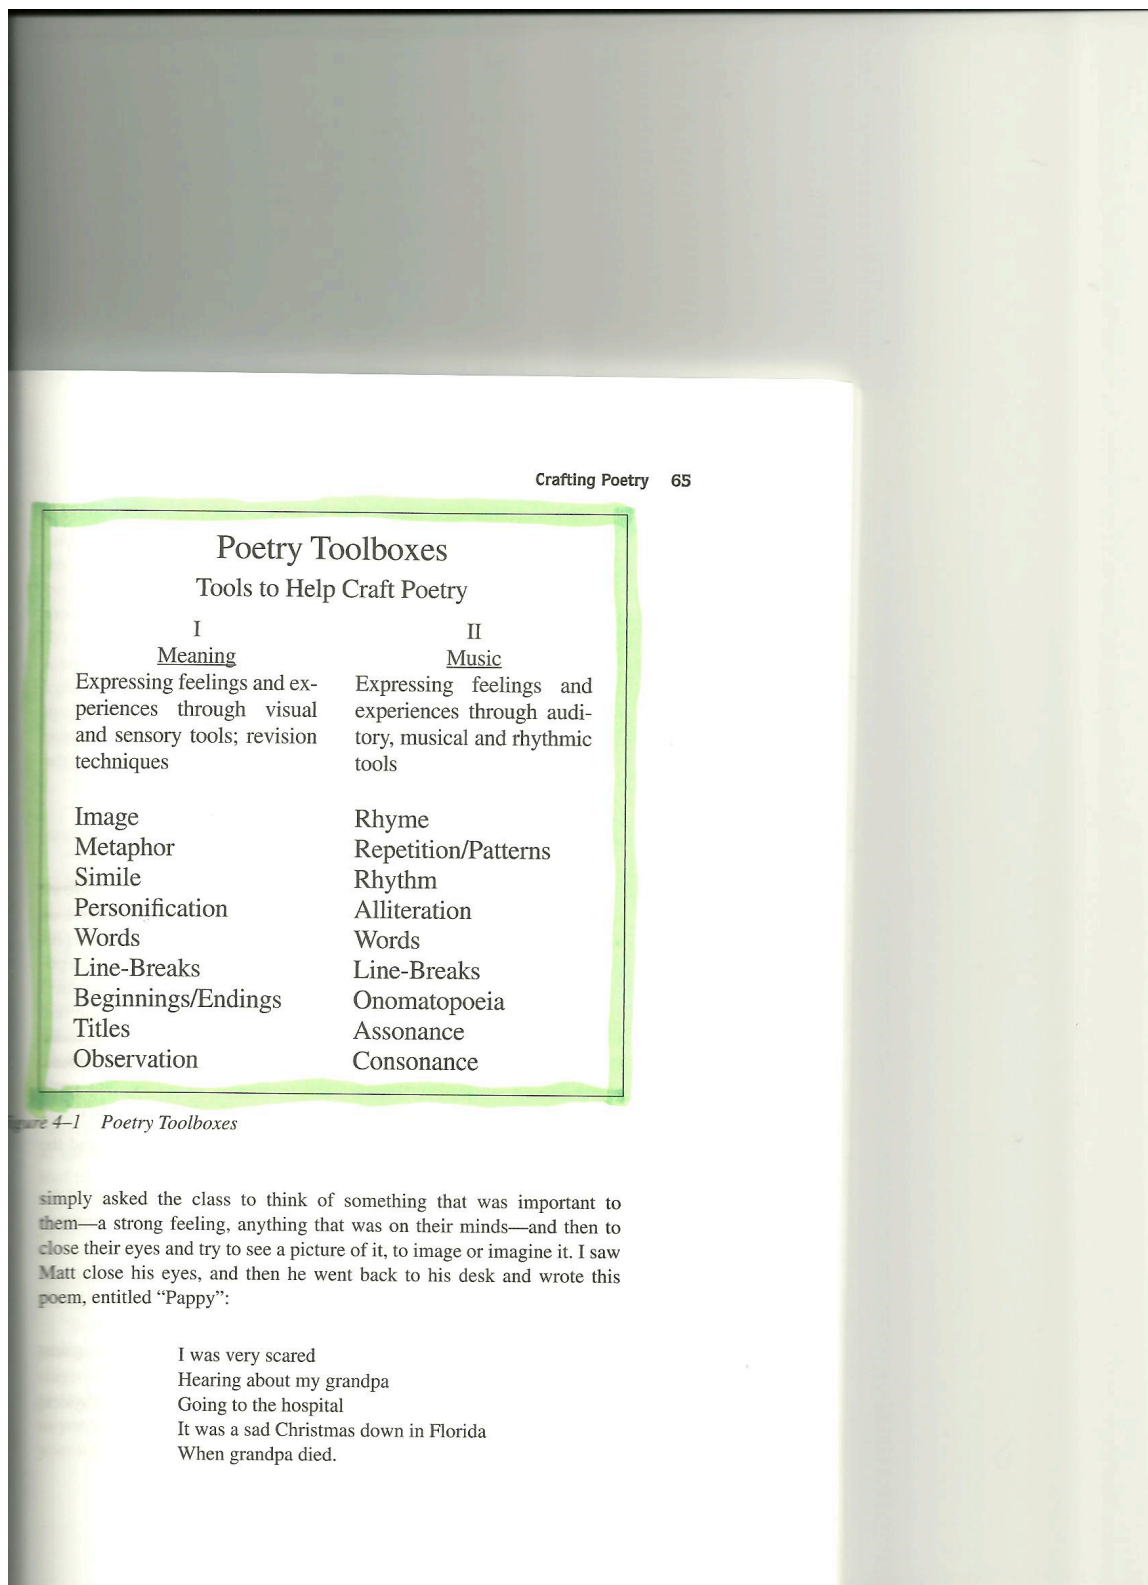 Crafting Poetry 65
Poetry Toolboxes
Tools to Help Craft Poetry
I
Meaning
Expressing feelings and ex-
periences through visual
and sensory tools; revision
techniques
Image
Metaphor
Simile
Personification
Words
Line-Breaks
Beginnings/Endings
Titles
Observation
II
Music
Expressing feelings and
experiences through audi-
tory, musical and rhythmic
tools
Rhyme
Repetition/Patterns
Rhythm
Alliteration
Words
Line-Breaks
Onomatopoeia
Assonance
Consonance
Figure 4–1 Poetry Toolboxes
simply asked the class to think of something that was important to
them—a strong feeling, anything that was on their minds—and then to
close their eyes and try to see a picture of it, to image or imagine it. I saw
Matt close his eyes, and then he went back to his desk and wrote this
poem, entitled “Pappy”:
I was very scared
Hearing about my grandpa
Going to the hospital
It was a sad Christmas down in Florida
When grandpa died.